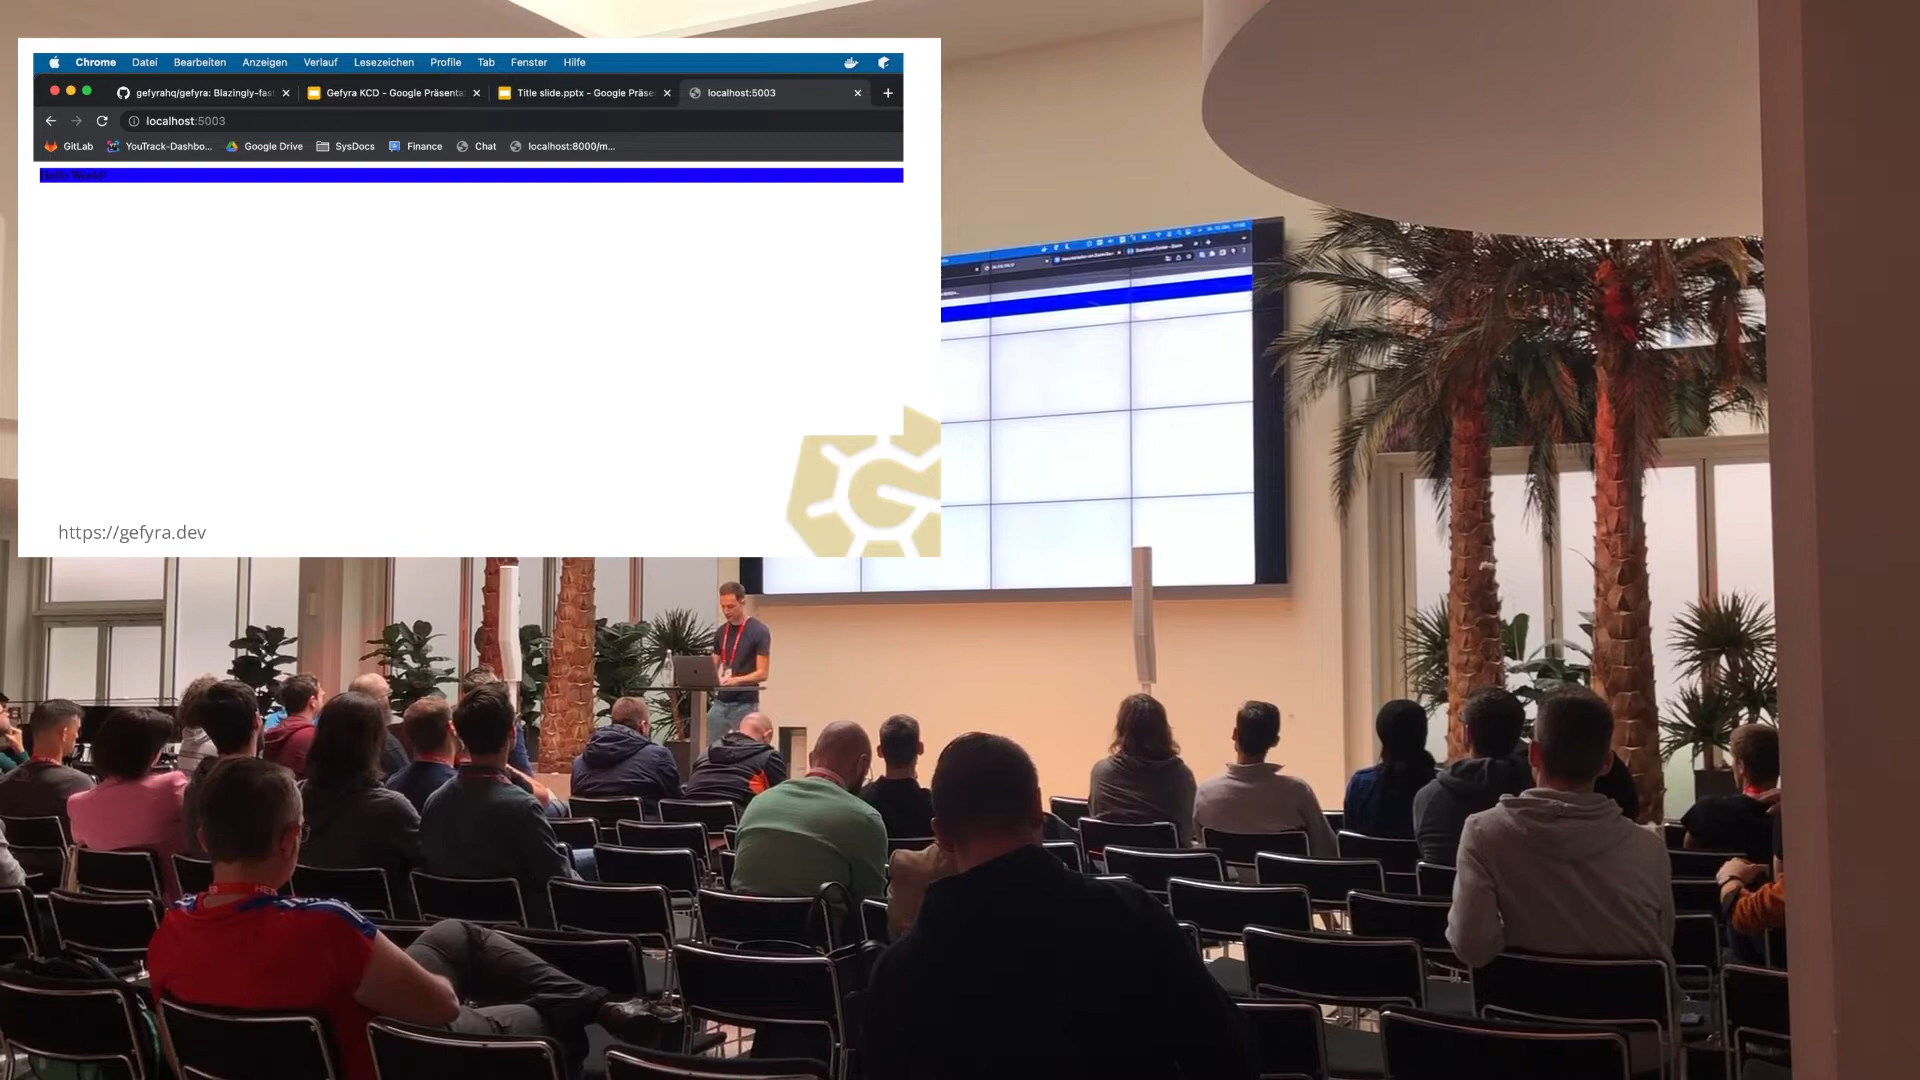 Chrome Datei Bearbeiten Anzeigen Verlauf Lesezeichen Profile Tab Fenster Hilfe
gefyrahq/gefyra: Blazingly-fas
Gefyra KCD - Google Präsenta
Title slide.pptx - Google Präse
localhost:5003
localhost:5003
GitLab YouTrack-Dashbo... Google Drive SysDocs Finance Chat localhost:8000/m...
Hello World!
https://gefyra.dev